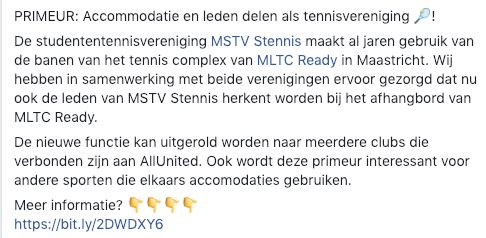 PRIMEUR: Accommodatie en leden delen als tennisvereniging 🎾!
De studententennisvereniging MSTV Stennis maakt al jaren gebruik van
de banen van het tennis complex van MLTC Ready in Maastricht. Wij
hebben in samenwerking met beide verenigingen ervoor gezorgd dat nu
ook de leden van MSTV Stennis herkent worden bij het afhangbord van
MLTC Ready.
De nieuwe functie kan uitgerold worden naar meerdere clubs die
verbonden zijn aan AllUnited. Ook wordt deze primeur interessant voor
andere sporten die elkaars accomodaties gebruiken.
Meer informatie? 👇👇👇👇
https://bit.ly/2DWDXY6